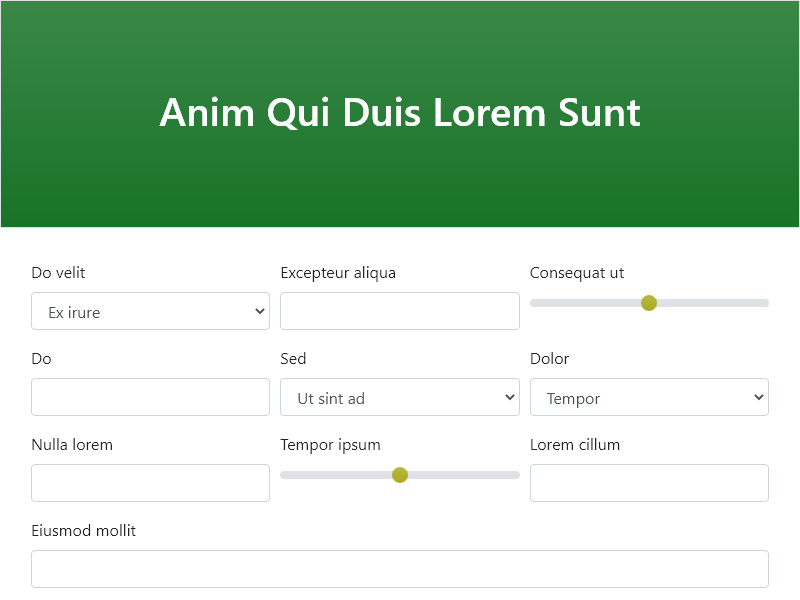 Anim Qui Duis Lorem Sunt
Do velit
Ex irure
Excepteur aliqua
Consequat ut
Do
Sed
Ut sint ad
Dolor
Tempor
Nulla lorem
Tempor ipsum
Lorem cillum
Eiusmod mollit